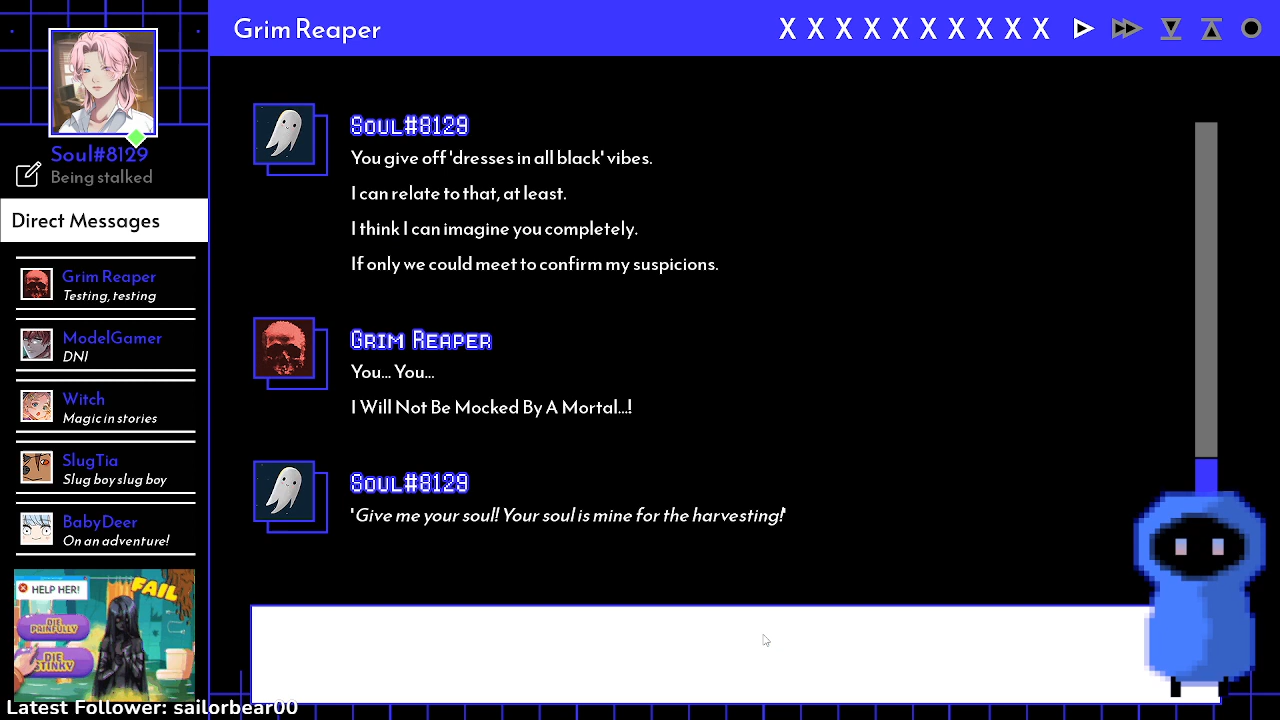 Grim Reaper
X X X X X X X X X X
Soul#8129
Being stalked
Direct Messages
Grim Reaper
Testing, testing
ModelGamer
DNI
Witch
Magic in stories
SlugTia
Slug boy slug boy
BabyDeer
On an adventure!
HELP HER!
FAIL
DIE
PAINFULLY
DIE
STINKY
Latest Follower: sailorbear00
Soul#8129
You give off 'dresses in all black' vibes.
I can relate to that, at least.
I think I can imagine you completely.
If only we could meet to confirm my suspicions.
Grim Reaper
You... You...
I Will Not Be Mocked By A Mortal...!
Soul#8129
'Give me your soul! Your soul is mine for the harvesting!'